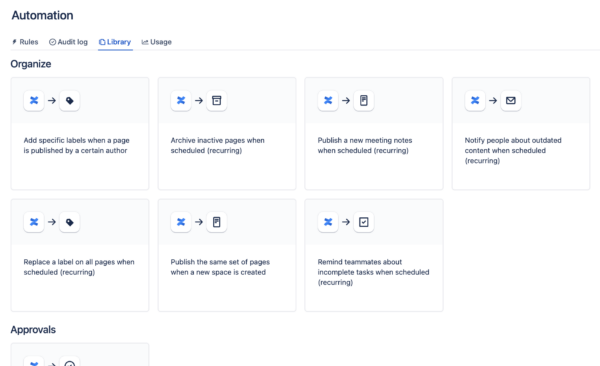 Automation
Rules
Audit log
Library
Usage
Organize
Add specific labels when a page
is published by a certain author
Archive inactive pages when
scheduled (recurring)
Publish a new meeting notes
when scheduled (recurring)
Notify people about outdated
content when scheduled
(recurring)
Replace a label on all pages when
scheduled (recurring)
Publish the same set of pages
when a new space is created
Remind teammates about
incomplete tasks when scheduled
(recurring)
Approvals